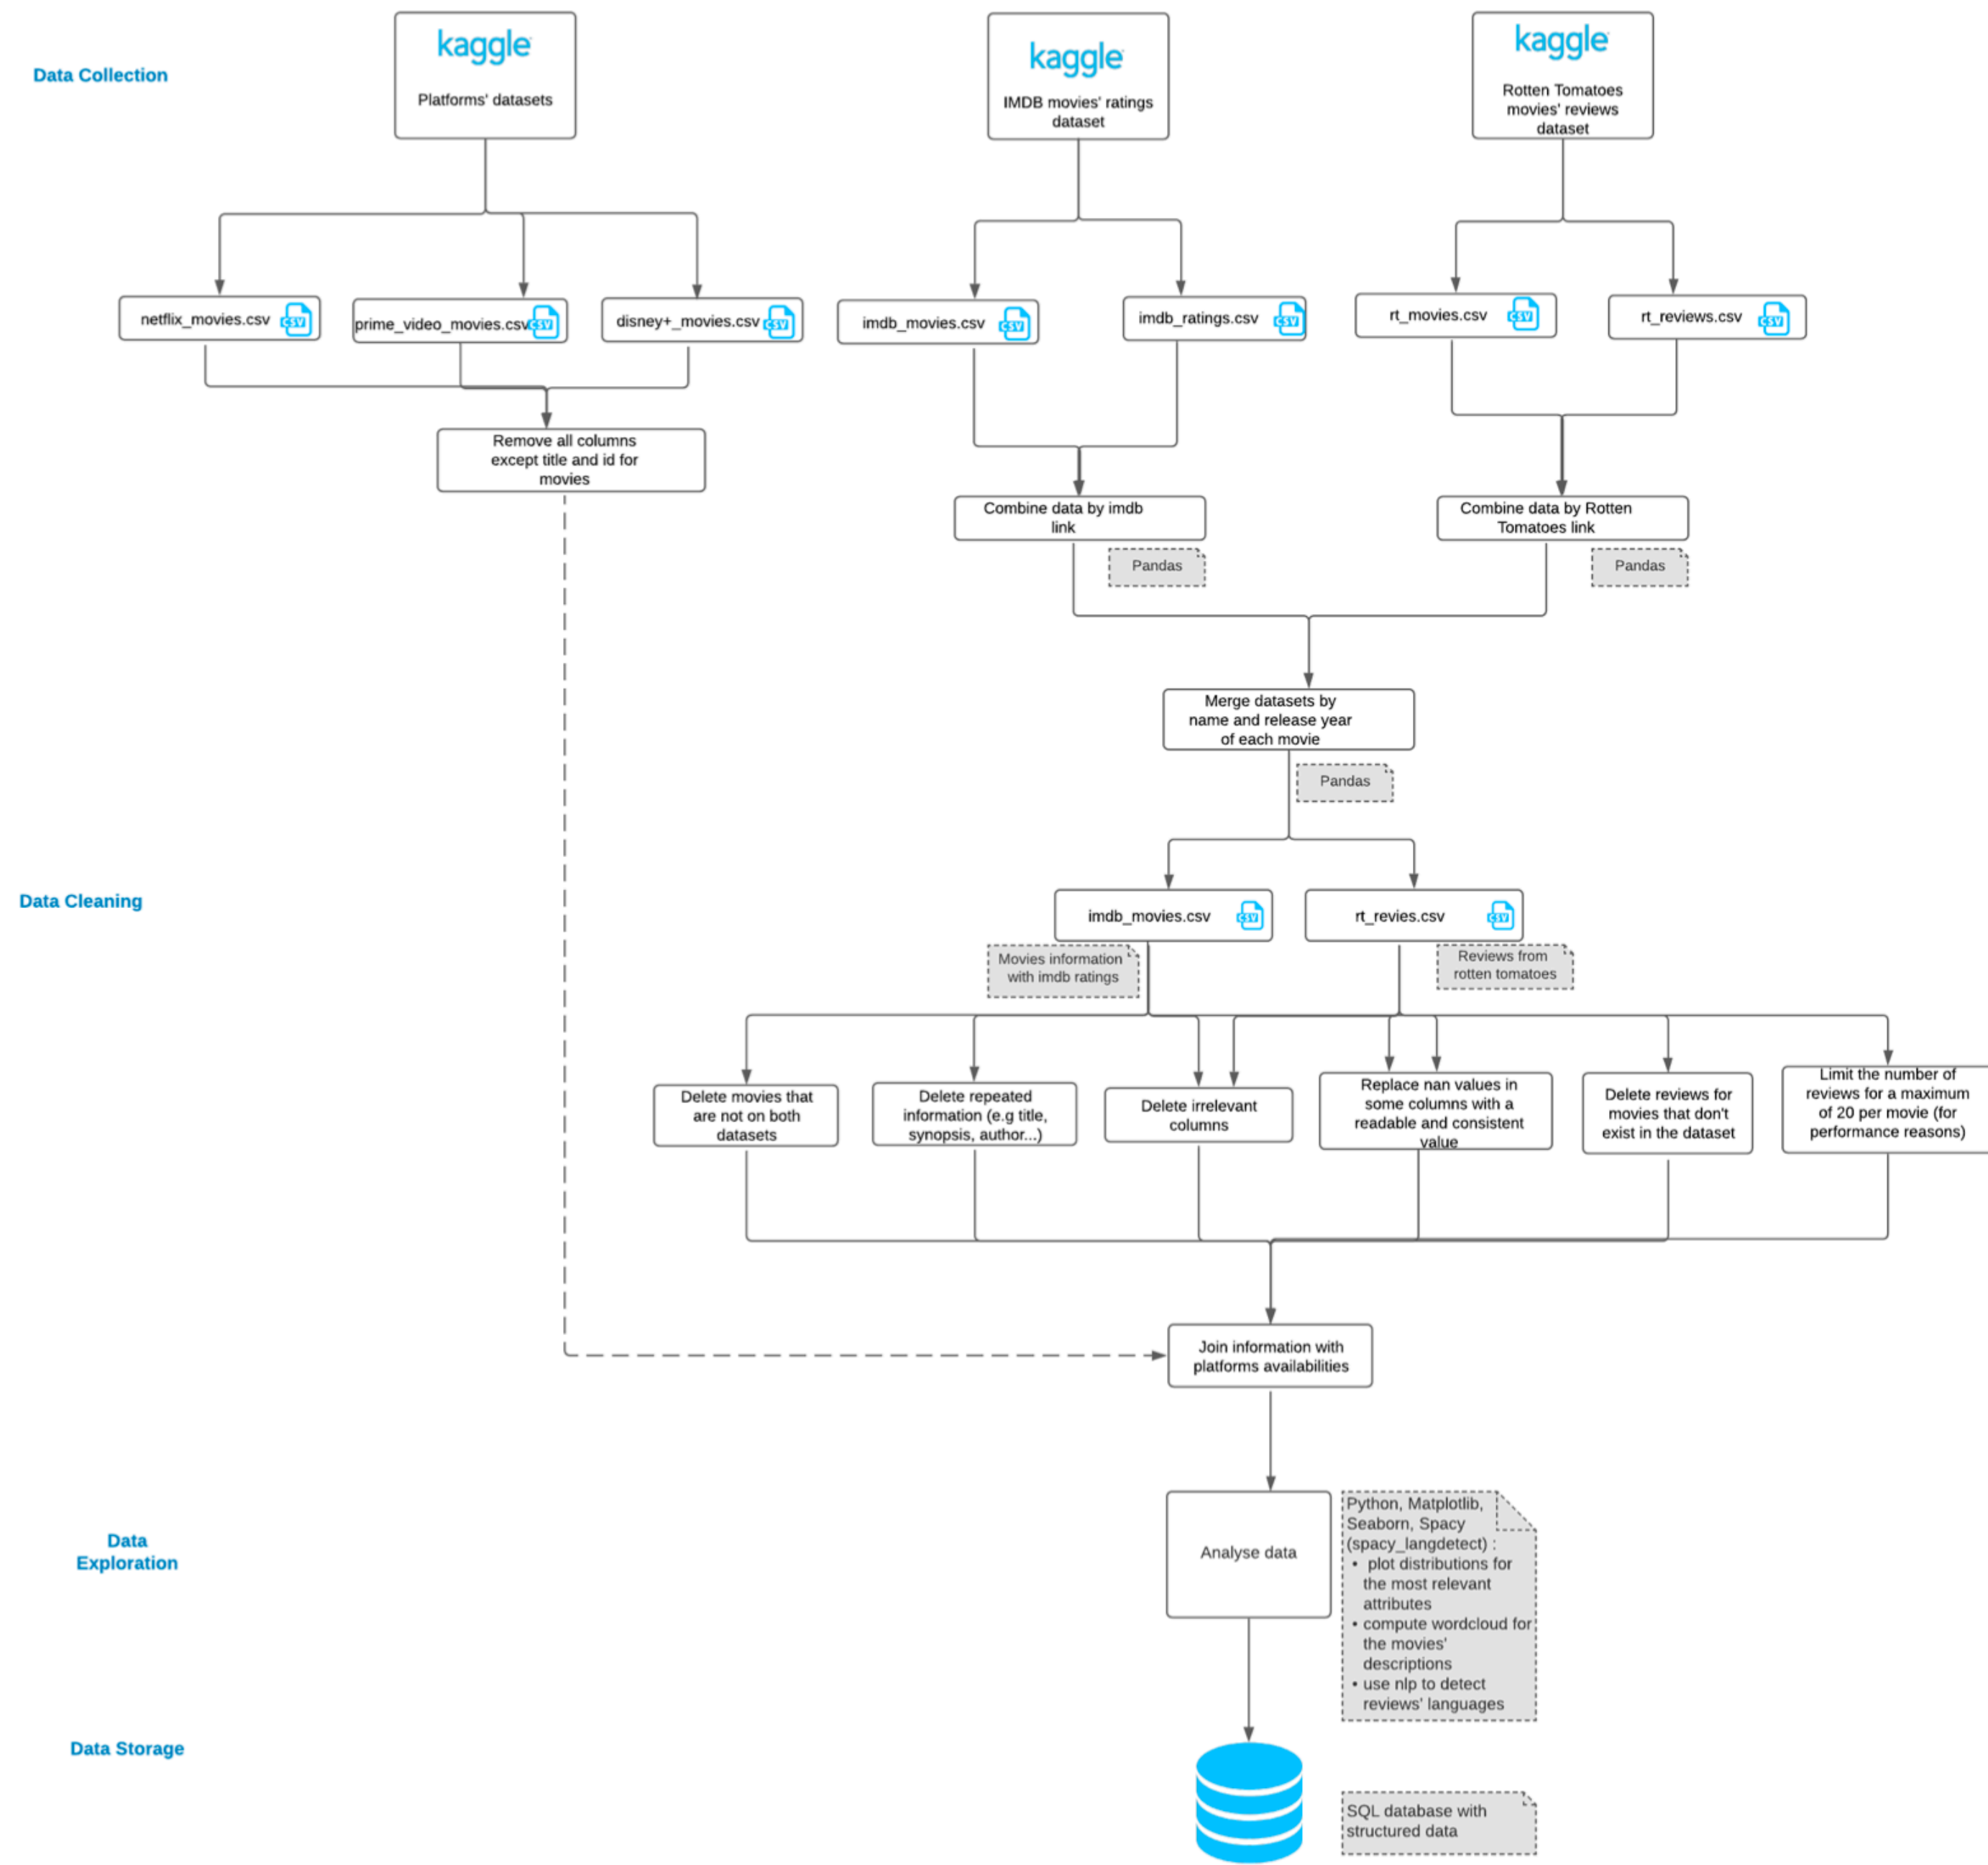 Data Collection
kaggle
Platforms' datasets
kaggle
IMDB movies' ratings
dataset
kaggle
Rotten Tomatoes
movies' reviews
dataset
netflix_movies.csv
CSV
prime_video_movies.csv
CSV
disney+_movies.csv
CSV
imdb_movies.csv
CSV
imdb_ratings.csv
CSV
rt_movies.csv
CSV
rt_reviews.csv
CSV
Remove all columns
except title and id for
movies
Combine data by imdb
link
Pandas
Combine data by Rotten
Tomatoes link
Pandas
Merge datasets by
name and release year
of each movie
Pandas
Data Cleaning
imdb_movies.csv
CSV
rt_revies.csv
CSV
Movies information
with imdb ratings
Reviews from
rotten tomatoes
Delete movies that
are not on both
datasets
Delete repeated
information (e.g title,
synopsis, author...)
Delete irrelevant
columns
Replace nan values in
some columns with a
readable and consistent
value
Delete reviews for
movies that don't
exist in the dataset
Limit the number of
reviews for a maximum
of 20 per movie (for
performance reasons)
Join information with
platforms availabilities
Data
Exploration
Analyse data
Python, Matplotlib,
Seaborn, Spacy
(spacy_langdetect) :
• plot distributions for
the most relevant
attributes
• compute wordcloud for
the movies'
descriptions
• use nlp to detect
reviews' languages
Data Storage
SQL database with
structured data